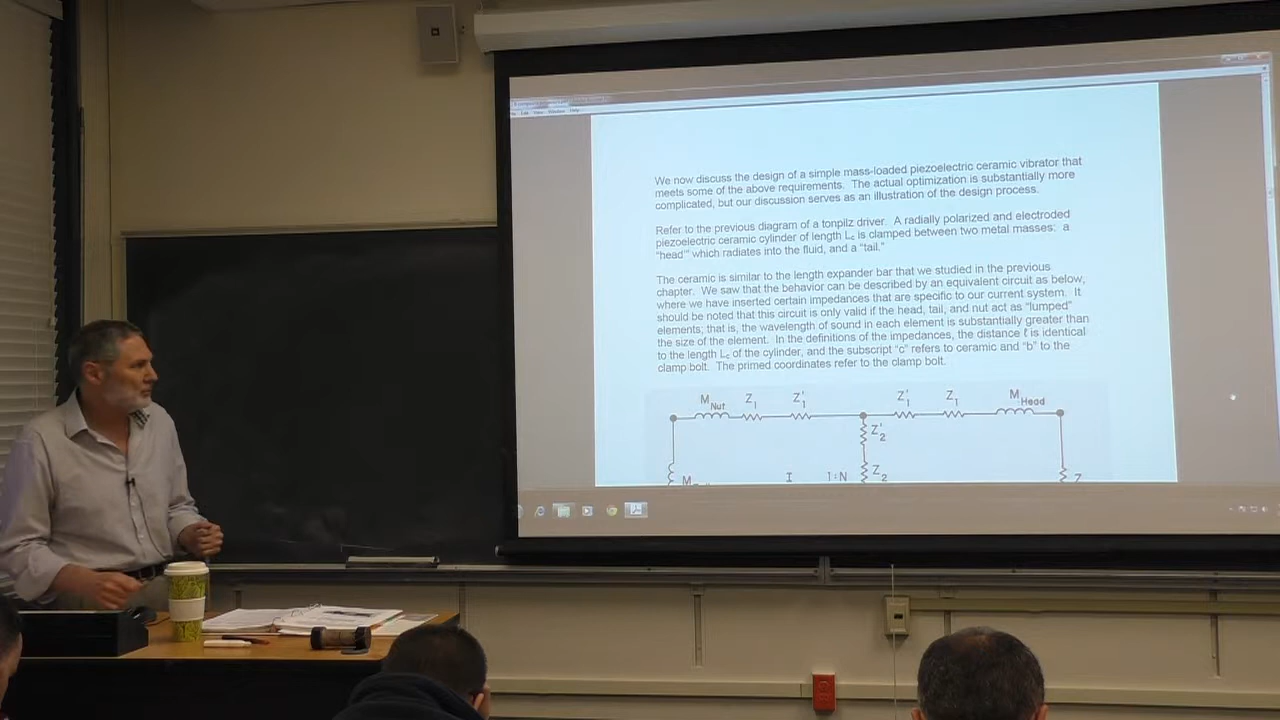 We now discuss the design of a simple mass-loaded piezoelectric ceramic vibrator that
meets some of the above requirements. The actual optimization is substantially more
complicated, but our discussion serves as an illustration of the design process.
Refer to the previous diagram of a tonpilz driver. A radially polarized and electroded
piezoelectric ceramic cylinder of length Lc is clamped between two metal masses: a
"head'" which radiates into the fluid, and a "tail."
The ceramic is similar to the length expander bar that we studied in the previous
chapter. We saw that the behavior can be described by an equivalent circuit as below,
where we have inserted certain impedances that are specific to our current system. It
should be noted that this circuit is only valid if the head, tail, and nut act as "lumped"
elements; that is, the wavelength of sound in each element is substantially greater than
the size of the element. In the definitions of the impedances, the distance ℓ is identical
to the length Lc of the cylinder, and the subscript "c" refers to ceramic and "b" to the
clamp bolt. The primed coordinates refer to the clamp bolt.
M Nut Z1 Z'1 Z'1 Z1 M Head
Z'2
M I 1:N Z2 Z